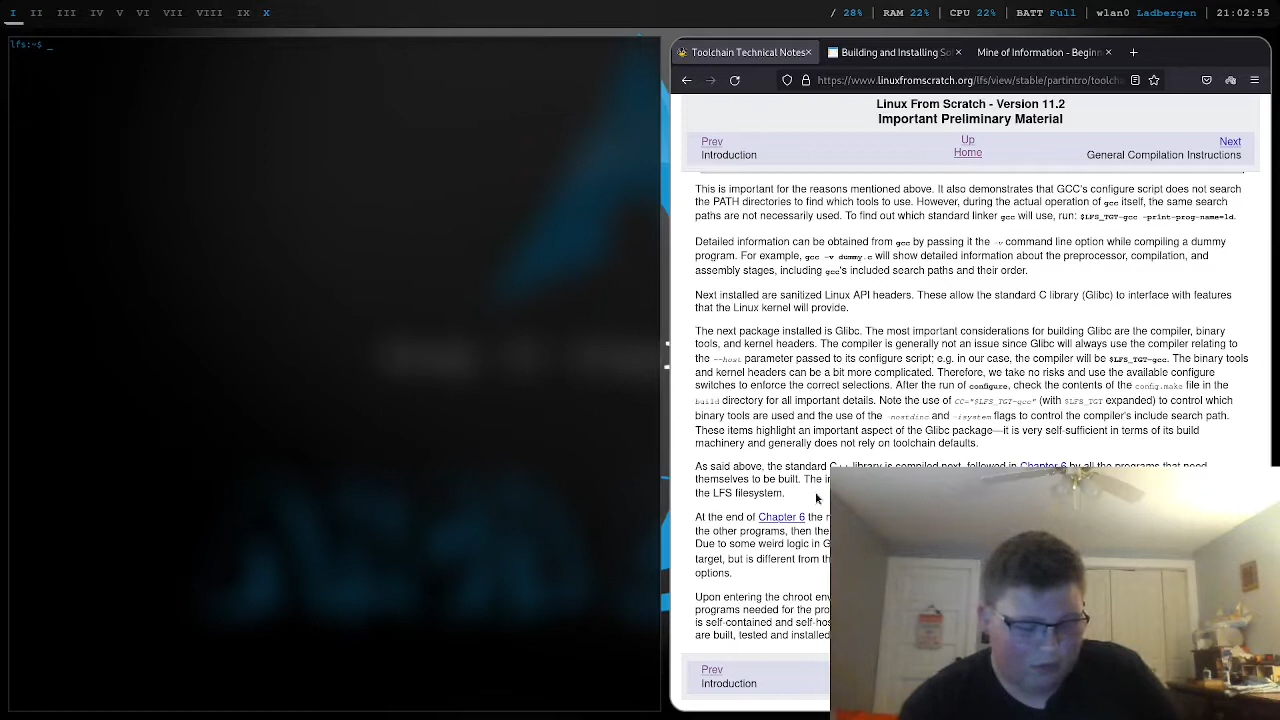 I II III IV V VI VII VIII IX X
/ 28% | RAM 22% | CPU 22% | BATT Full | wlan0 Ladbergen | 21:02:55
lfs:~$ _
Toolchain Technical Notes × Building and Installing So × Mine of Information - Beginn × +
https://www.linuxfromscratch.org/lfs/view/stable/partintro/toolch
Linux From Scratch - Version 11.2
Important Preliminary Material
Prev Up Next
Introduction Home General Compilation Instructions
This is important for the reasons mentioned above. It also demonstrates that GCC's configure script does not search
the PATH directories to find which tools to use. However, during the actual operation of gcc itself, the same search
paths are not necessarily used. To find out which standard linker gcc will use, run: $LFS_TGT-gcc -print-prog-name=ld.
Detailed information can be obtained from gcc by passing it the -v command line option while compiling a dummy
program. For example, gcc -v dummy.c will show detailed information about the preprocessor, compilation, and
assembly stages, including gcc's included search paths and their order.
Next installed are sanitized Linux API headers. These allow the standard C library (Glibc) to interface with features
that the Linux kernel will provide.
The next package installed is Glibc. The most important considerations for building Glibc are the compiler, binary
tools, and kernel headers. The compiler is generally not an issue since Glibc will always use the compiler relating to
the --host parameter passed to its configure script; e.g. in our case, the compiler will be $LFS_TGT-gcc. The binary tools
and kernel headers can be a bit more complicated. Therefore, we take no risks and use the available configure
switches to enforce the correct selections. After the run of configure, check the contents of the config.make file in the
build directory for all important details. Note the use of CC="$LFS_TGT-gcc" (with $LFS_TGT expanded) to control which
binary tools are used and the use of the -nostdinc and -isystem flags to control the compiler's include search path.
These items highlight an important aspect of the Glibc package—it is very self-sufficient in terms of its build
machinery and generally does not rely on toolchain defaults.
As said above, the standard C++ library is compiled next, followed in Chapter 6 by all the programs that need
themselves to be built. The in
the LFS filesystem.
At the end of Chapter 6 the n
the other programs, then the
Due to some weird logic in G
target, but is different from th
options.
Upon entering the chroot env
programs needed for the pro
is self-contained and self-hos
are built, tested and installed
Prev
Introduction